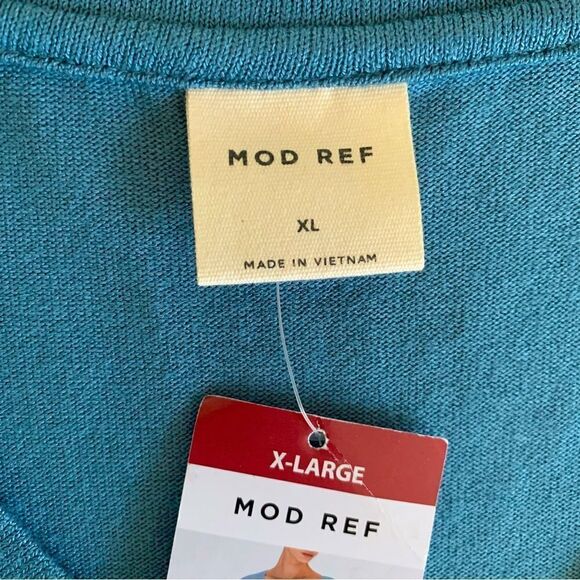 MOD REF
XL
MADE IN VIETNAM
X-LARGE
MOD REF